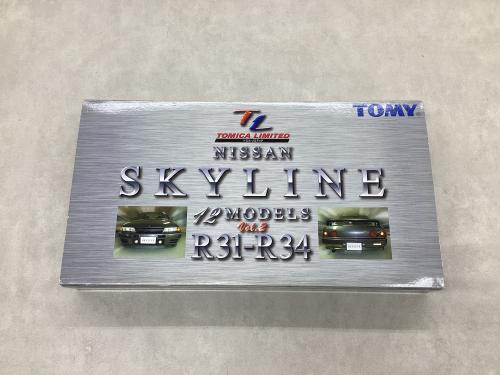 TL
TOMY
TOMICA LIMITED
NISSAN
SKYLINE
12 MODELS
Vol.3
R31-R34